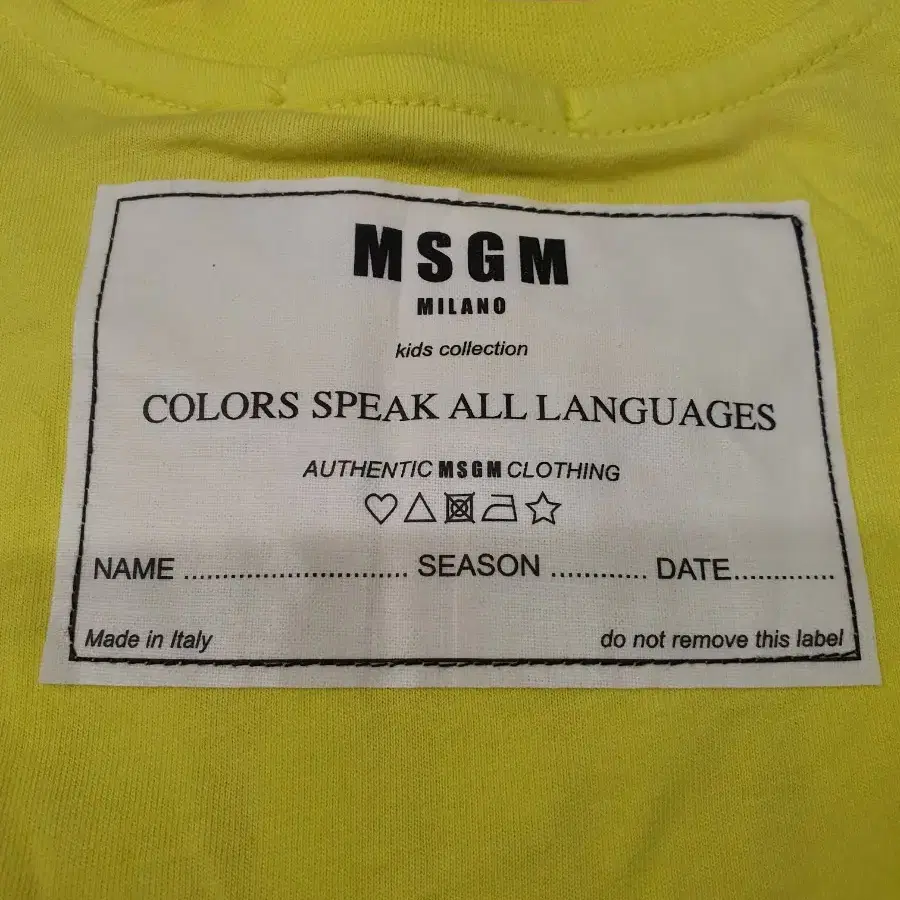 MSGM
MILANO
kids collection
COLORS SPEAK ALL LANGUAGES
AUTHENTIC MSGM CLOTHING
NAME ............................ SEASON ............ DATE.............
Made in Italy do not remove this label